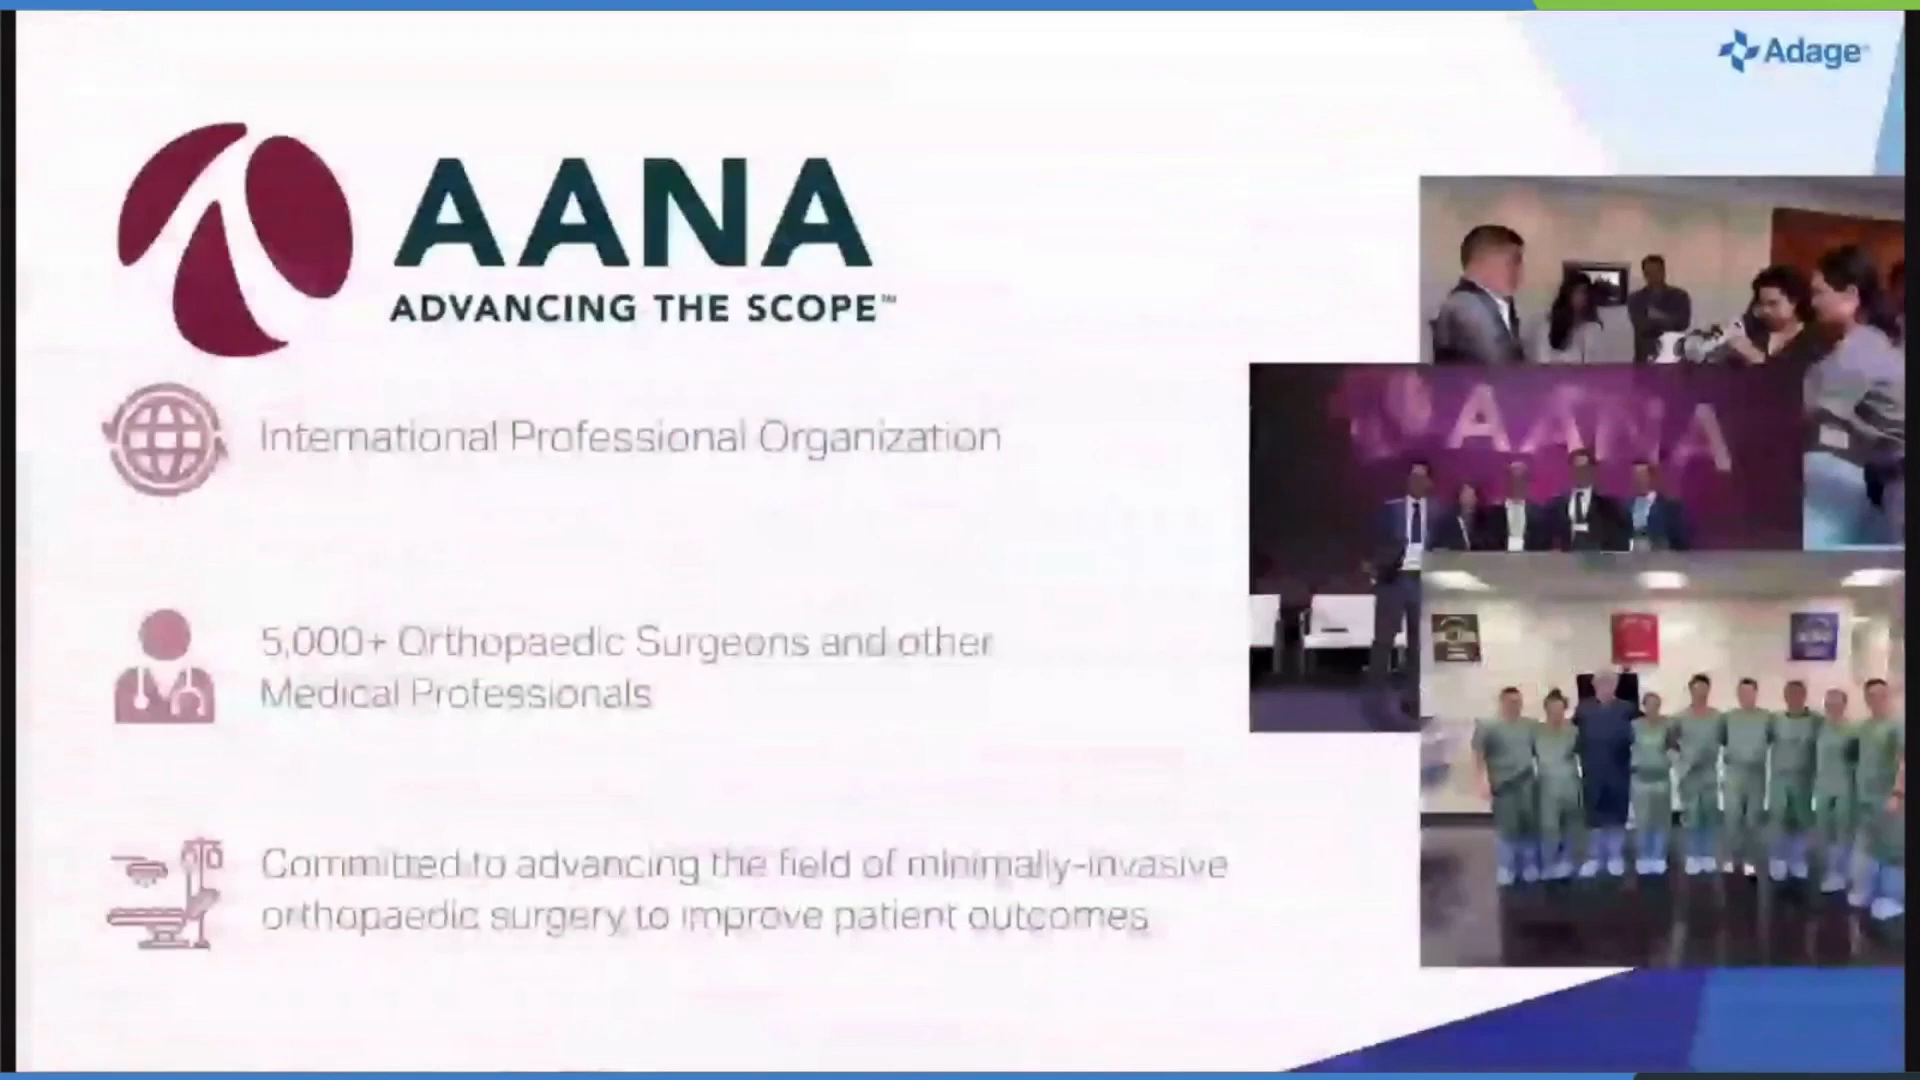 Adage
AANA
ADVANCING THE SCOPE™
International Professional Organization
AANA
5,000+ Orthopaedic Surgeons and other
Medical Professionals
Committed to advancing the field of minimally-invasive
orthopaedic surgery to improve patient outcomes